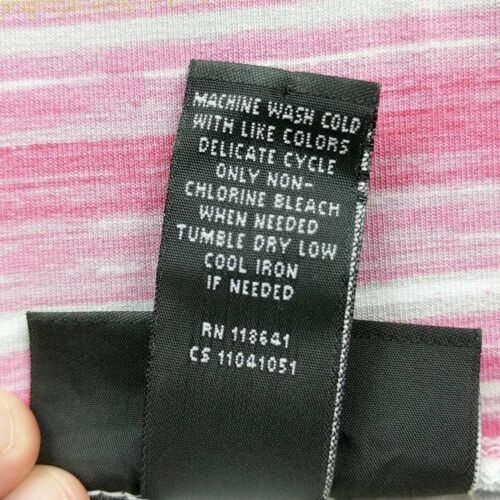 MACHINE WASH COLD
WITH LIKE COLORS
DELICATE CYCLE
ONLY NON-
CHLORINE BLEACH
WHEN NEEDED
TUMBLE DRY LOW
COOL IRON
IF NEEDED
RN 118641
CS 11041051